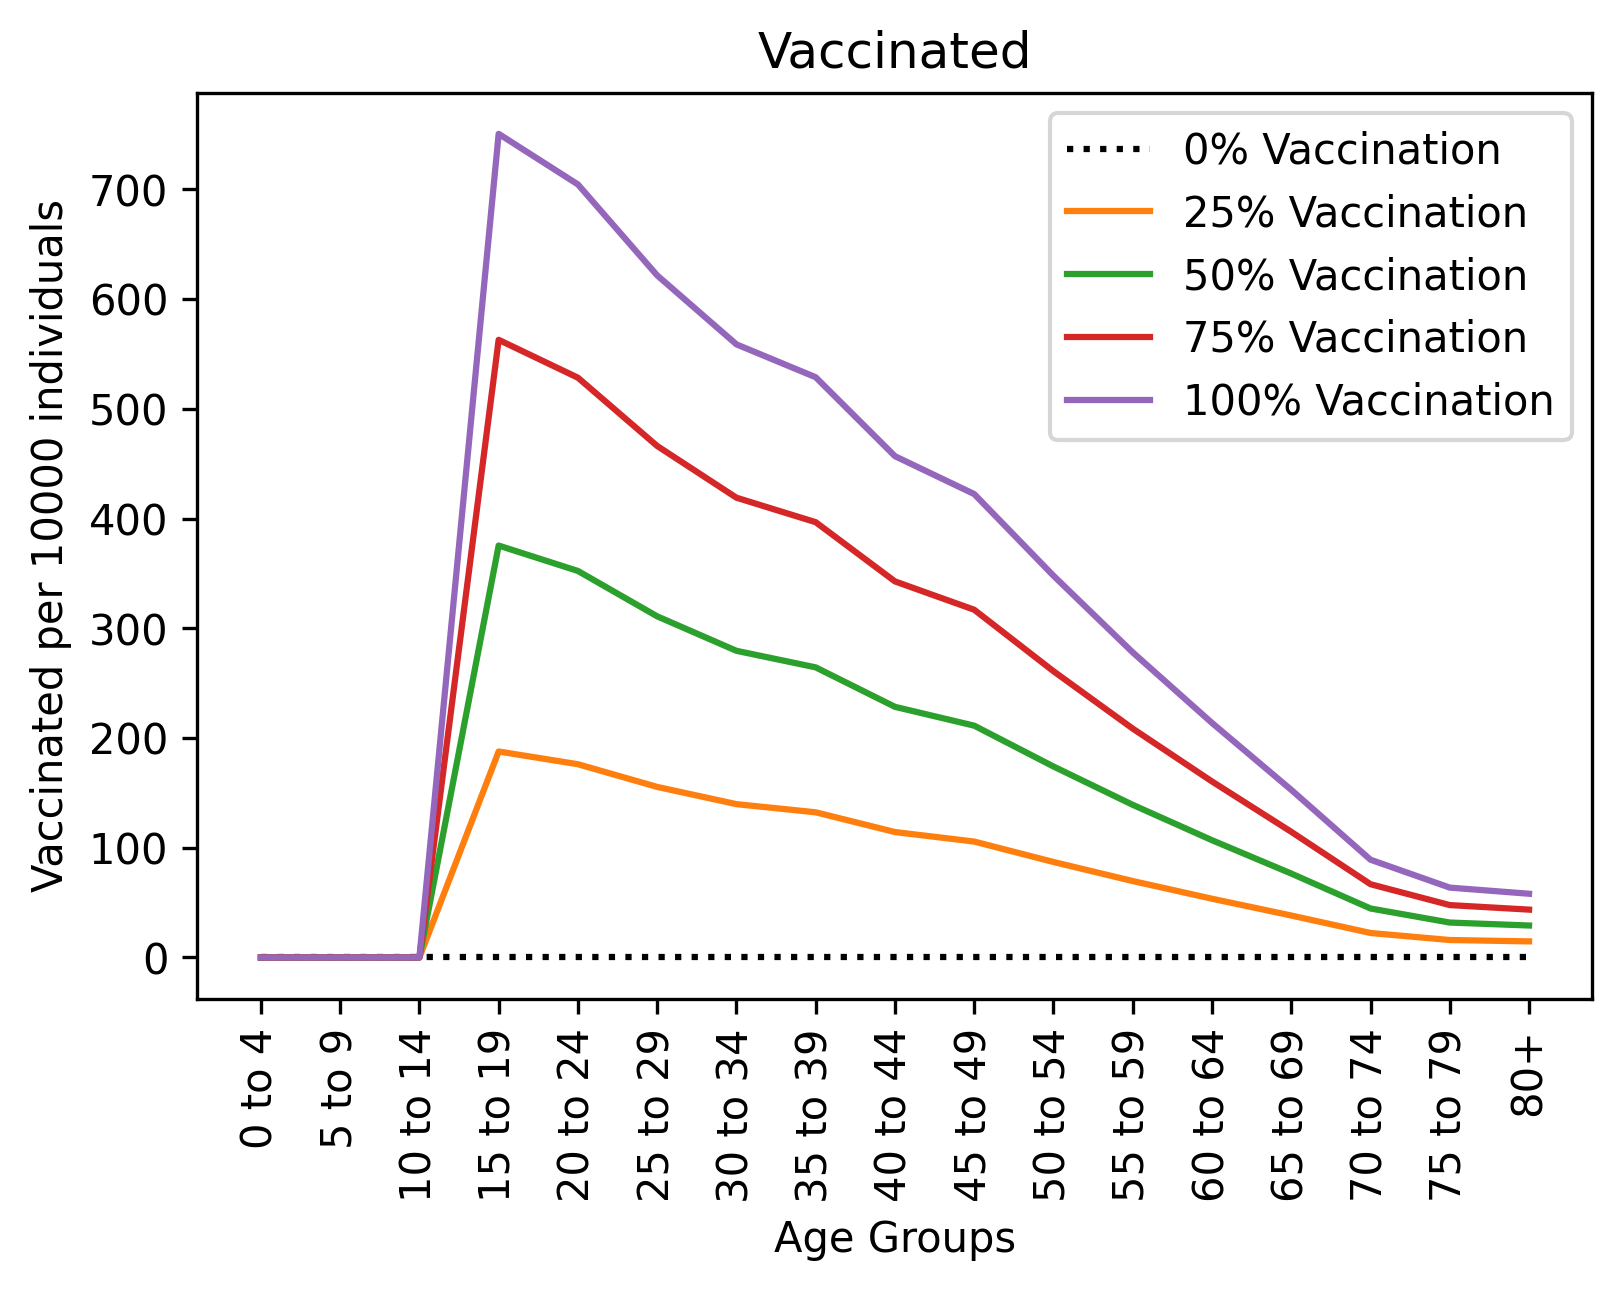 Vaccinated
0% Vaccination
25% Vaccination
50% Vaccination
75% Vaccination
100% Vaccination
Vaccinated per 10000 individuals
700
600
500
400
300
200
100
0
0 to 4
5 to 9
10 to 14
15 to 19
20 to 24
25 to 29
30 to 34
35 to 39
40 to 44
45 to 49
50 to 54
55 to 59
60 to 64
65 to 69
70 to 74
75 to 79
80+
Age Groups